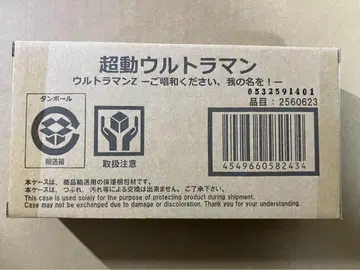 超動ウルトラマン
ウルトラマンZ ーご唱和ください、我の名を！ー
0532591401
品目：2560623
ダンボール
輸送箱
取扱注意
4549660582434
本ケースは、商品輸送用の保護梱包材です。
本ケースは、つぶれ、汚れ等による交換は出来ません。ご了承下さい。
This case is used solely for the purpose of protecting product during shipment.
Case may not be exchanged due to damage or discoloration. Thank you for your understanding.